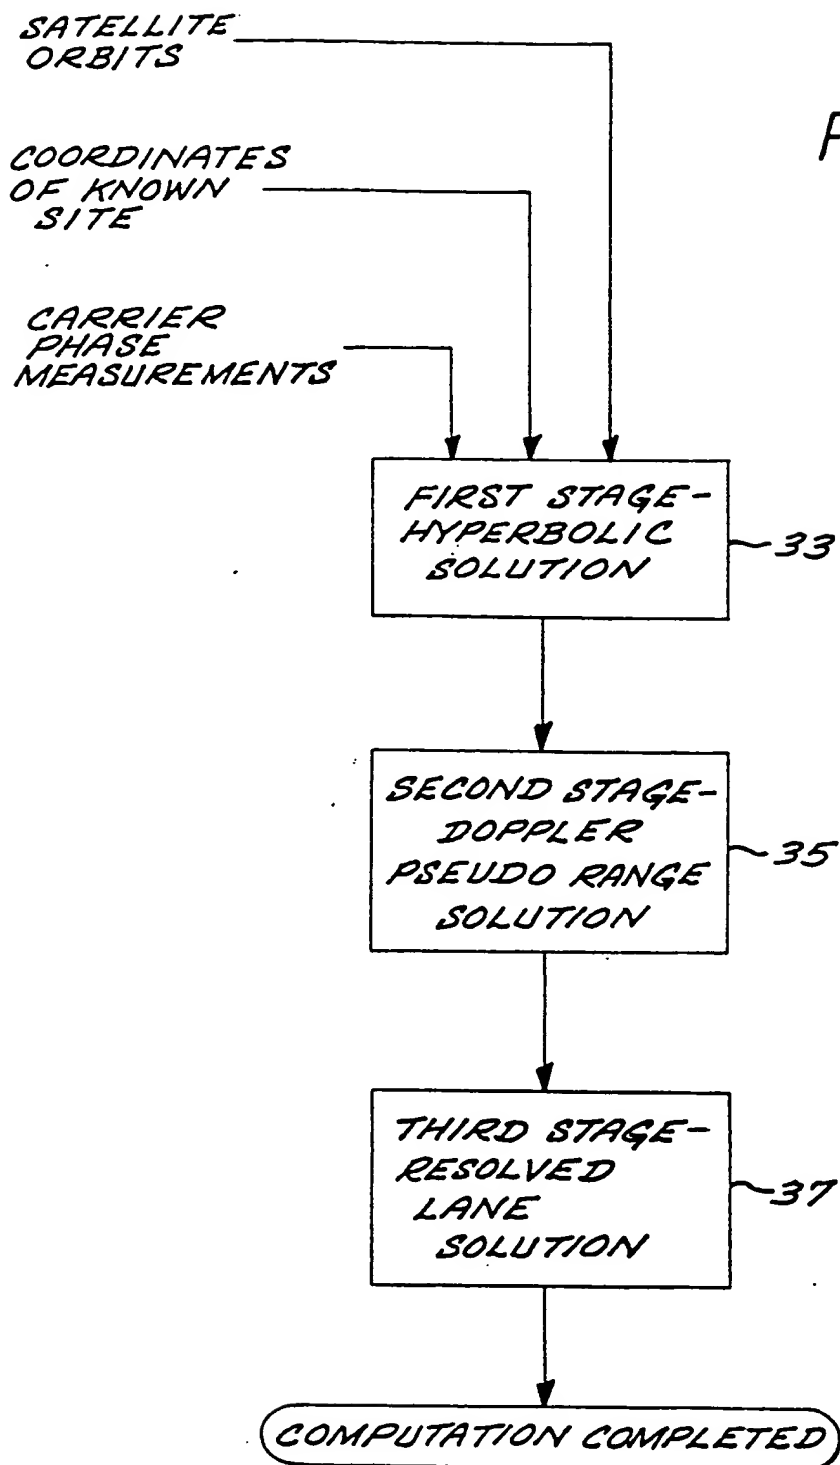 SATELLITE
ORBITS
F
COORDINATES
OF KNOWN
SITE
CARRIER
PHASE
MEASUREMENTS
FIRST STAGE-
HYPERBOLIC
SOLUTION
33
SECOND STAGE-
DOPPLER
PSEUDO RANGE
SOLUTION
35
THIRD STAGE-
RESOLVED
LANE
SOLUTION
37
COMPUTATION COMPLETED